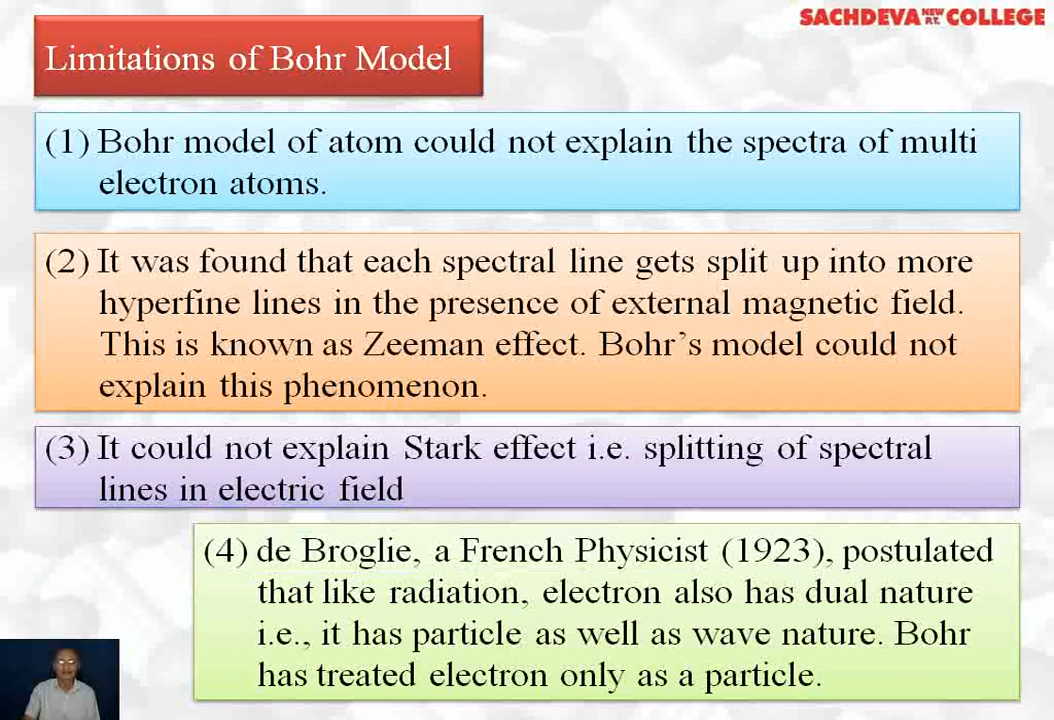 SACHDEVA NEW P.T. COLLEGE
Limitations of Bohr Model
(1) Bohr model of atom could not explain the spectra of multi
electron atoms.
(2) It was found that each spectral line gets split up into more
hyperfine lines in the presence of external magnetic field.
This is known as Zeeman effect. Bohr's model could not
explain this phenomenon.
(3) It could not explain Stark effect i.e. splitting of spectral
lines in electric field
(4) de Broglie, a French Physicist (1923), postulated
that like radiation, electron also has dual nature
i.e., it has particle as well as wave nature. Bohr
has treated electron only as a particle.